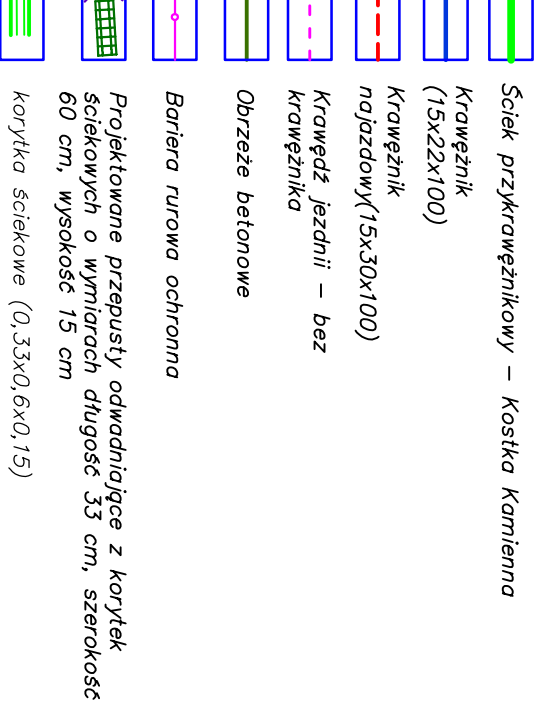 Ściek przykrawężnikowy – Kostka Kamienna
Krawężnik
(15x22x100)
Krawężnik
najazdowy(15x30x100)
Krawędź jezdnii – bez
krawężnika
Obrzeże betonowe
Bariera rurowa ochronna
Projektowane przepusty odwadniające z korytek
ściekowych o wymiarach długość 33 cm, szerokość
60 cm, wysokość 15 cm
korytka ściekowe (0,33x0,6x0,15)